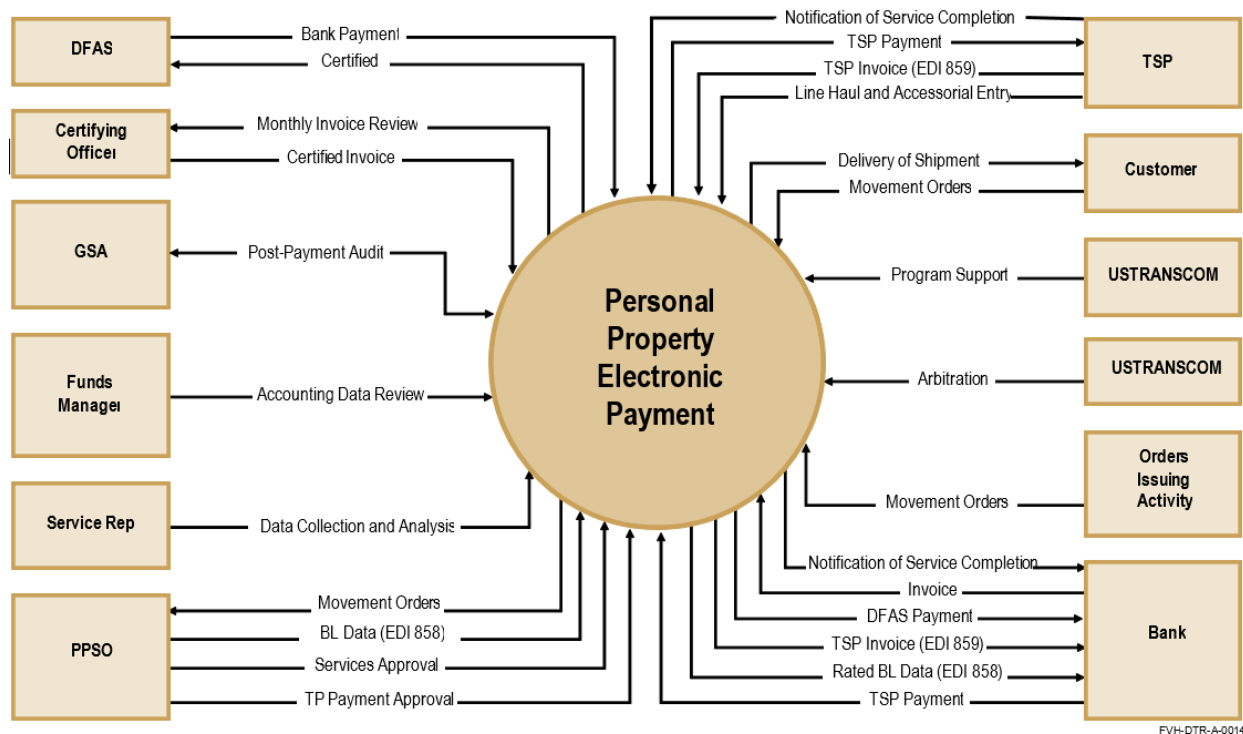 DFAS
Bank Payment
Certified
Certifying
Officer
Monthly Invoice Review
Certified Invoice
GSA
Post-Payment Audit
Funds
Manager
Accounting Data Review
Service Rep
Data Collection and Analysis
PPSO
Movement Orders
BL Data (EDI 858)
Services Approval
TP Payment Approval
Personal
Property
Electronic
Payment
Notification of Service Completion
TSP Payment
TSP Invoice (EDI 859)
Line Haul and Accessorial Entry
TSP
Delivery of Shipment
Movement Orders
Customer
Program Support
USTRANSCOM
Arbitration
USTRANSCOM
Movement Orders
Orders
Issuing
Activity
Notification of Service Completion
Invoice
DFAS Payment
TSP Invoice (EDI 859)
Rated BL Data (EDI 858)
TSP Payment
Bank
FVH-DTR-A-0014